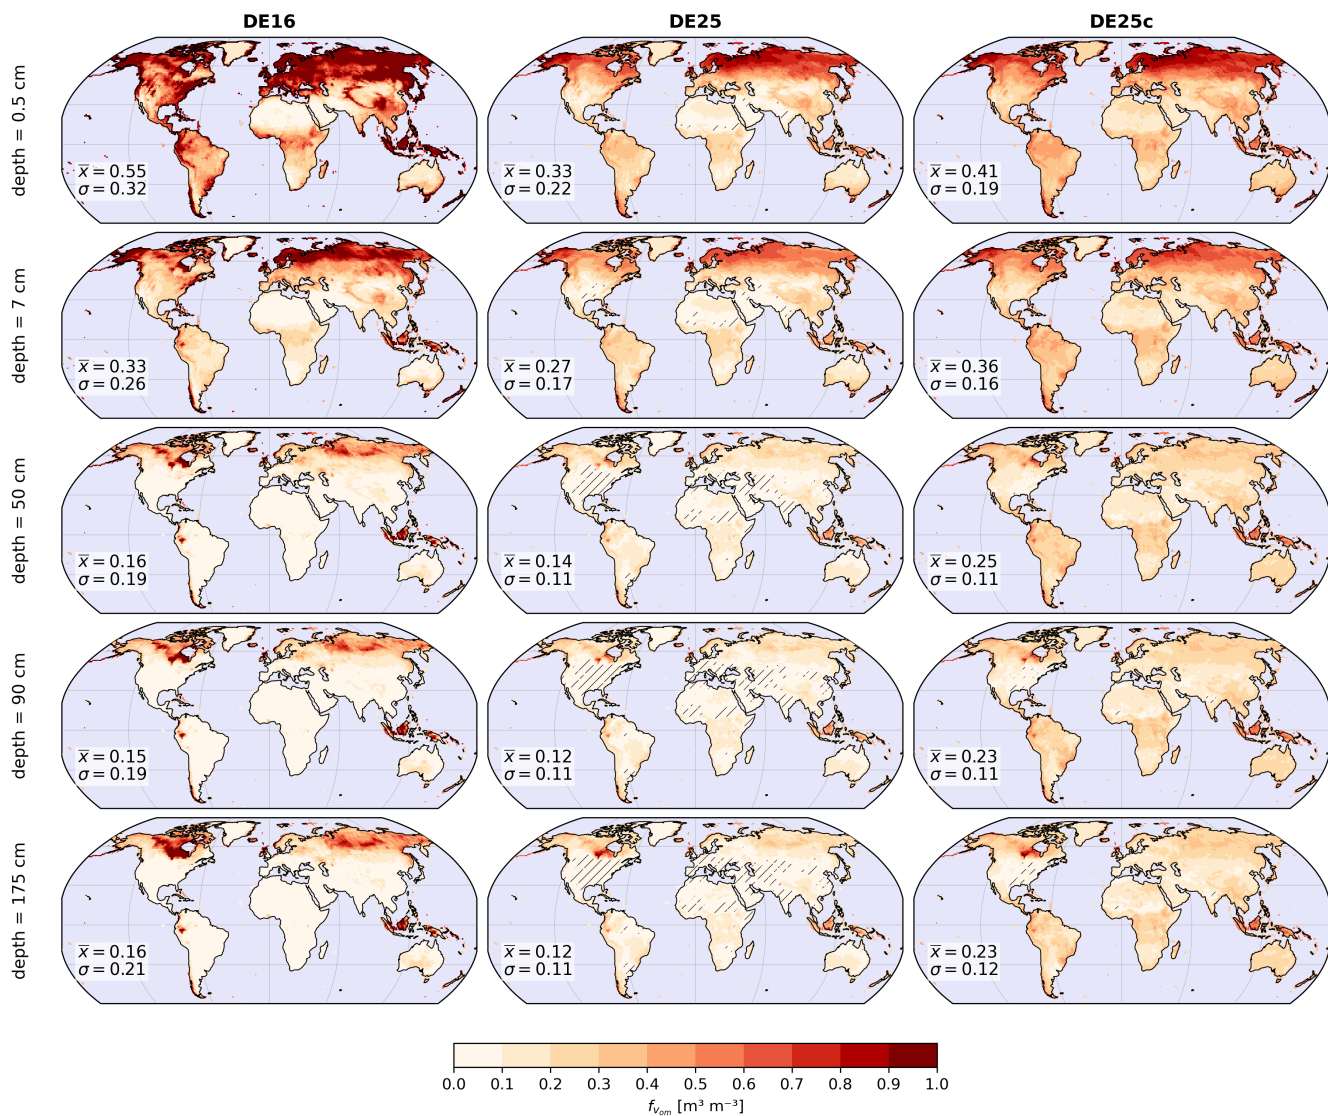 DE16 DE25 DE25c
depth = 0.5 cm
x̅ = 0.55
σ = 0.32
x̅ = 0.33
σ = 0.22
x̅ = 0.41
σ = 0.19
depth = 7 cm
x̅ = 0.33
σ = 0.26
x̅ = 0.27
σ = 0.17
x̅ = 0.36
σ = 0.16
depth = 50 cm
x̅ = 0.16
σ = 0.19
x̅ = 0.14
σ = 0.11
x̅ = 0.25
σ = 0.11
depth = 90 cm
x̅ = 0.15
σ = 0.19
x̅ = 0.12
σ = 0.11
x̅ = 0.23
σ = 0.11
depth = 175 cm
x̅ = 0.16
σ = 0.21
x̅ = 0.12
σ = 0.11
x̅ = 0.23
σ = 0.12
0.0 0.1 0.2 0.3 0.4 0.5 0.6 0.7 0.8 0.9 1.0
f_{v_{om}} [m³ m⁻³]